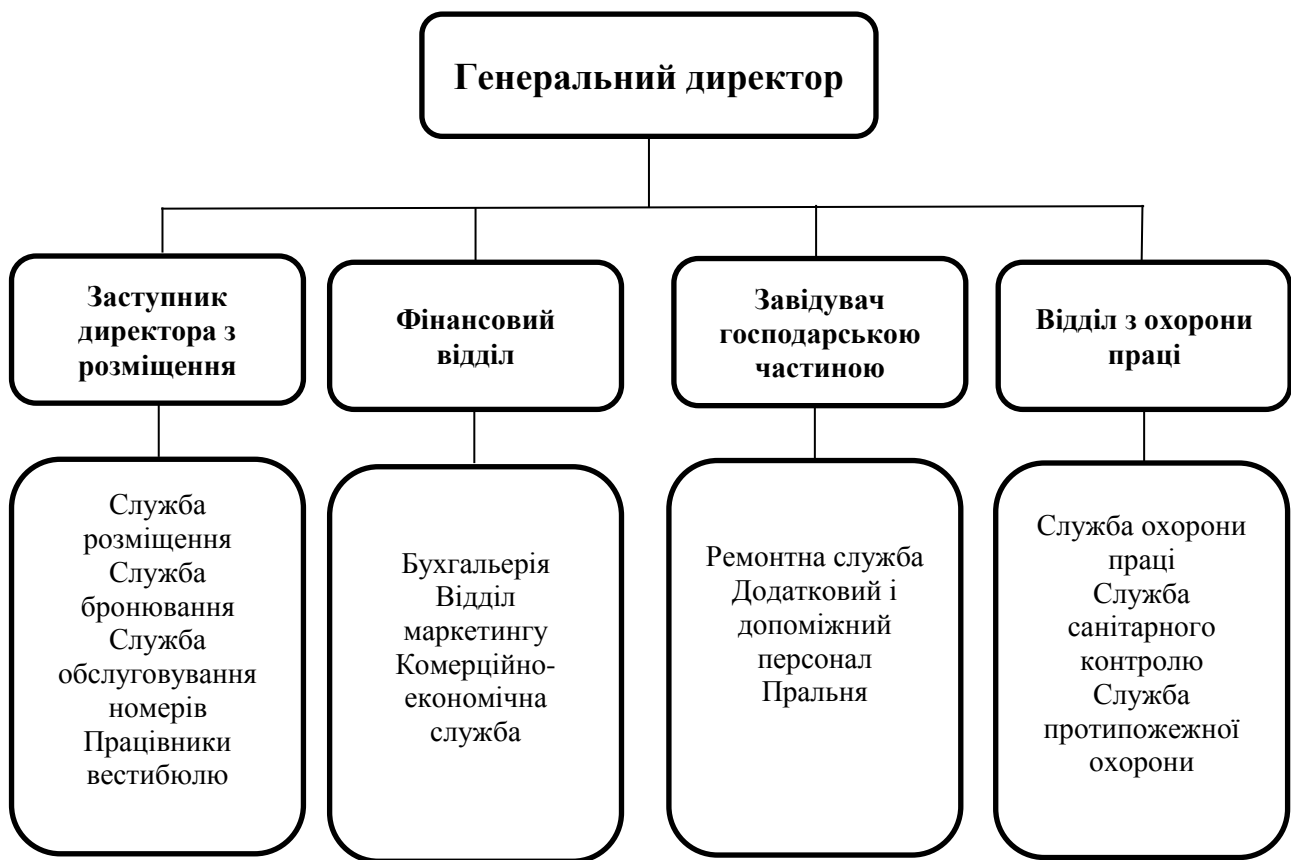 Генеральний директор
Заступник
директора з
розміщення
Фінансовий
відділ
Завідувач
господарською
частиною
Відділ з охорони
праці
Служба
розміщення
Служба
бронювання
Служба
обслуговування
номерів
Працівники
вестибюлю
Бухгальерія
Відділ
маркетингу
Комерційно-
економічна
служба
Ремонтна служба
Додатковий і
допоміжний
персонал
Пральня
Служба охорони
праці
Служба
санітарного
контролю
Служба
протипожежної
охорони